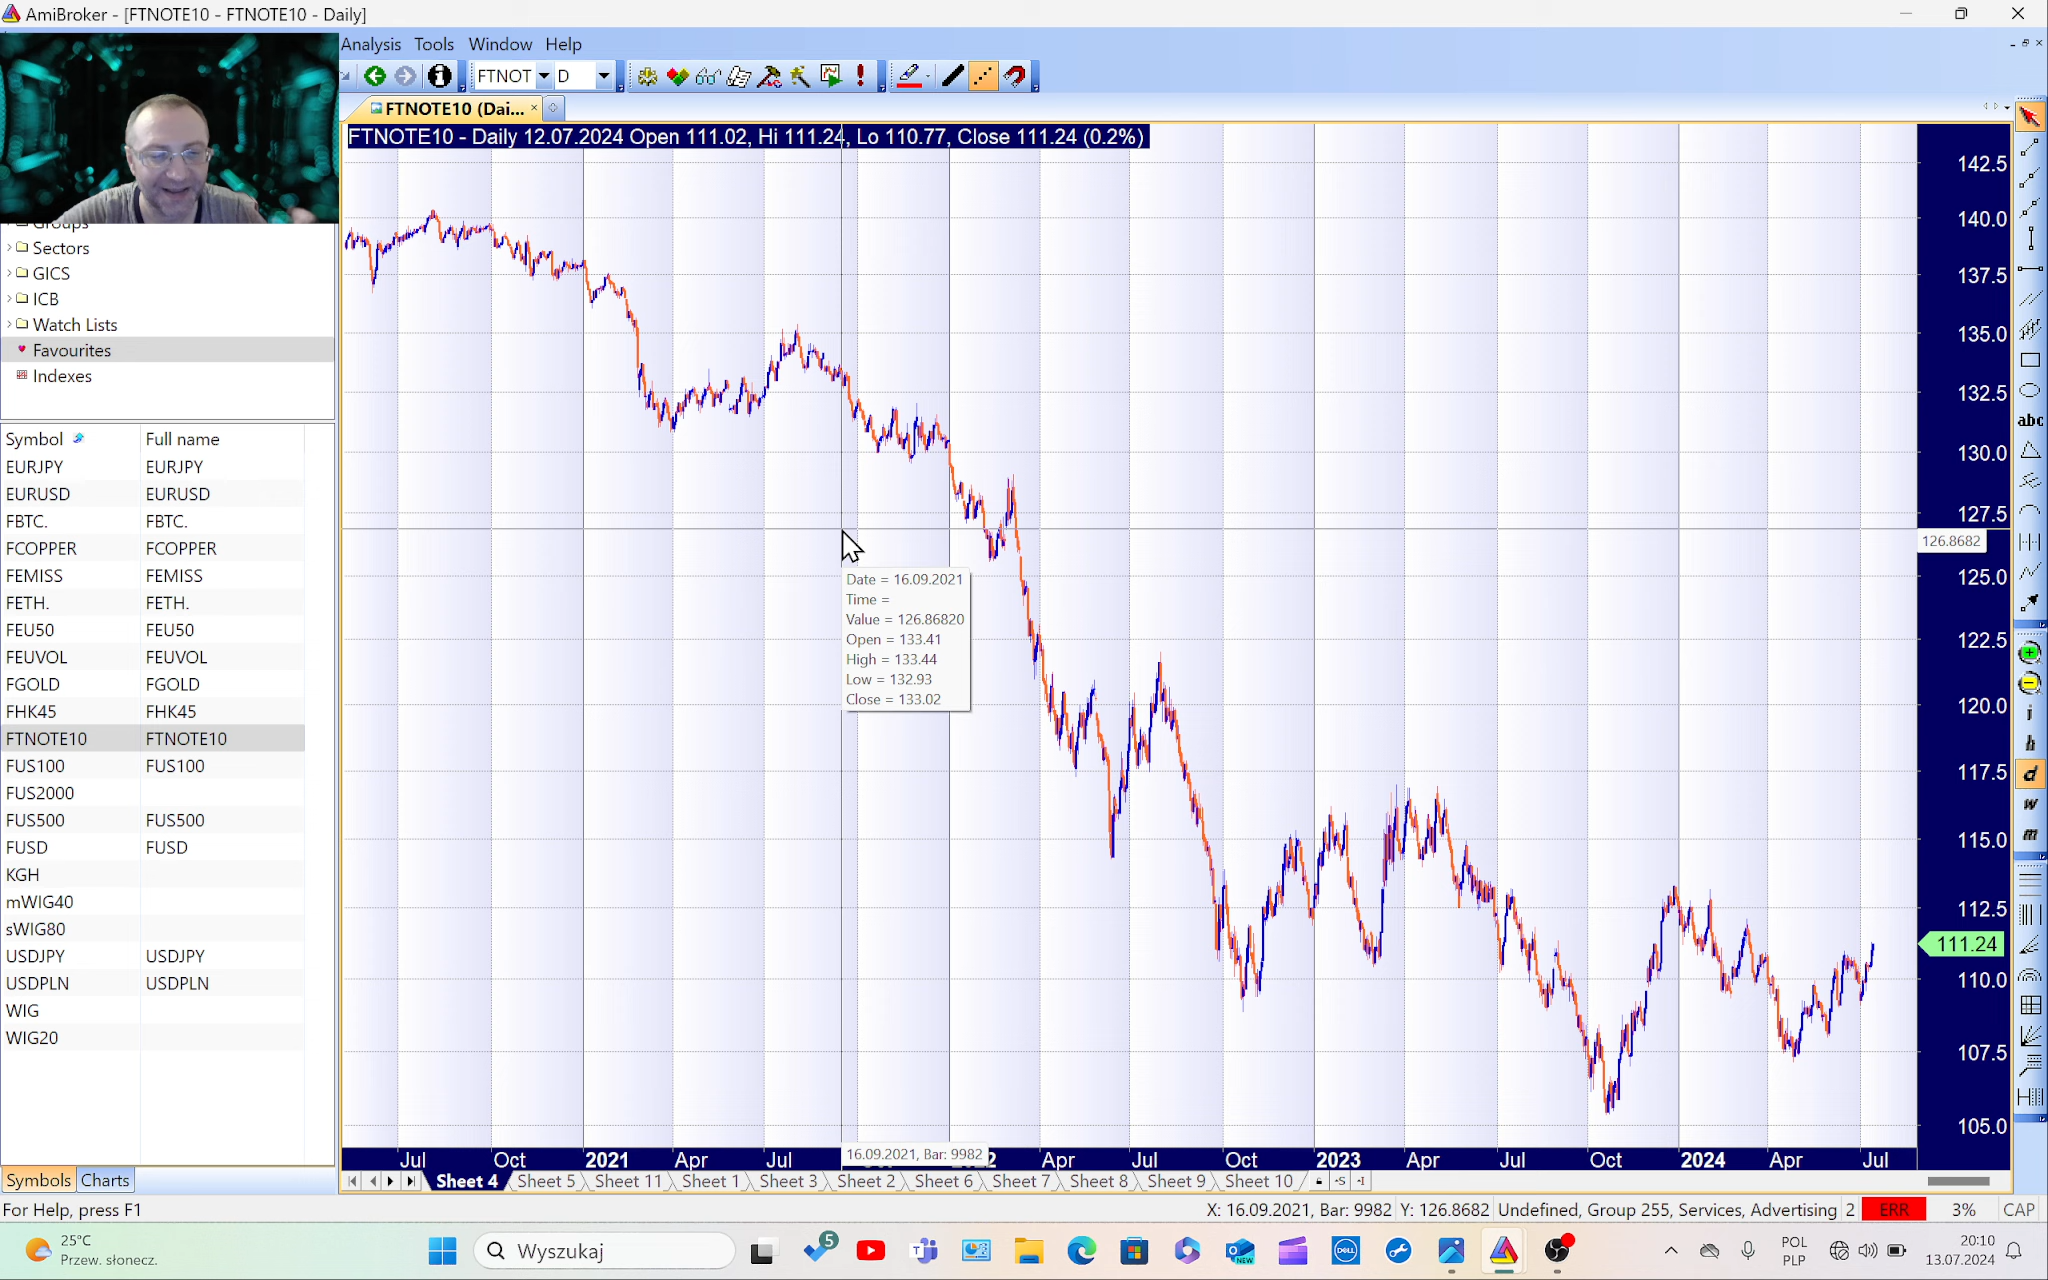 AmiBroker - [FTNOTE10 - FTNOTE10 - Daily]
Analysis Tools Window Help
FTNOT D
FTNOTE10 (Dai...
FTNOTE10 - Daily 12.07.2024 Open 111.02, Hi 111.24, Lo 110.77, Close 111.24 (0.2%)
Groups
Sectors
GICS
ICB
Watch Lists
Favourites
Indexes
Symbol Full name
EURJPY EURJPY
EURUSD EURUSD
FBTC. FBTC.
FCOPPER FCOPPER
FEMISS FEMISS
FETH. FETH.
FEU50 FEU50
FEUVOL FEUVOL
FGOLD FGOLD
FHK45 FHK45
FTNOTE10 FTNOTE10
FUS100 FUS100
FUS2000
FUS500 FUS500
FUSD FUSD
KGH
mWIG40
sWIG80
USDJPY USDJPY
USDPLN USDPLN
WIG
WIG20
Symbols Charts
142.5
140.0
137.5
135.0
132.5
130.0
127.5
126.8682
125.0
122.5
120.0
117.5
115.0
112.5
111.24
110.0
107.5
105.0
Date = 16.09.2021
Time =
Value = 126.86820
Open = 133.41
High = 133.44
Low = 132.93
Close = 133.02
abc
i
h
d
w
m
Jul Oct 2021 Apr Jul 16.09.2021, Bar: 9982 Apr Jul Oct 2023 Apr Jul Oct 2024 Apr Jul
Sheet 4 Sheet 5 Sheet 11 Sheet 1 Sheet 3 Sheet 2 Sheet 6 Sheet 7 Sheet 8 Sheet 9 Sheet 10
For Help, press F1
X: 16.09.2021, Bar: 9982 Y: 126.8682 Undefined, Group 255, Services, Advertising 2 ERR 3% CAP
25°C
Przew. słonecz.
Wyszukaj
5
NEW
DELL
POL
PLP
20:10
13.07.2024